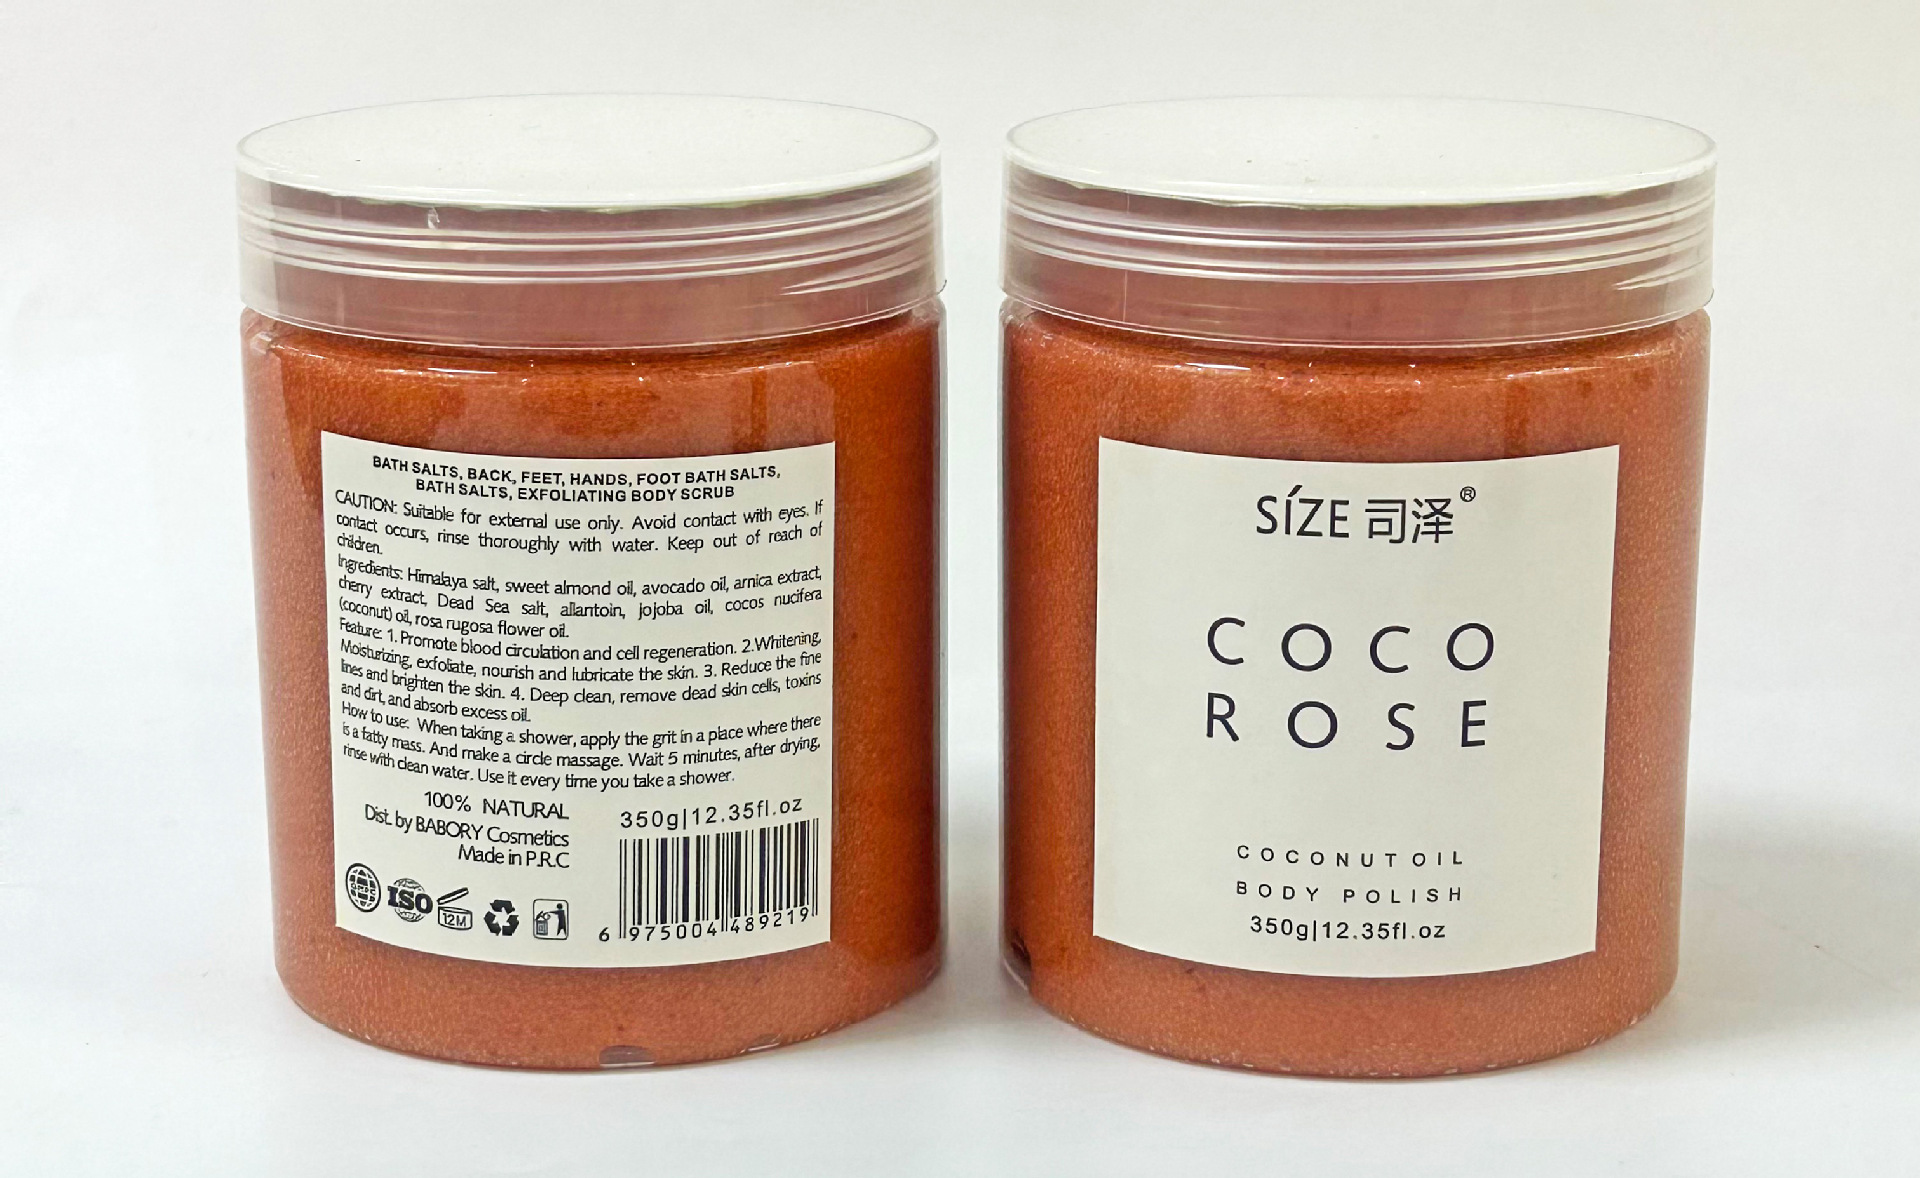 BATH SALTS, BACK, FEET, HANDS, FOOT BATH SALTS,
BATH SALTS, EXFOLIATING BODY SCRUB
CAUTION: Suitable for external use only. Avoid contact with eyes. If
contact occurs, rinse thoroughly with water. Keep out of reach of
children.
Ingredients: Himalaya salt, sweet almond oil, avocado oil, arnica extract,
cherry extract, Dead Sea salt, allantoin, jojoba oil, cocos nucifera
(coconut) oil, rosa rugosa flower oil.
Feature: 1. Promote blood circulation and cell regeneration. 2.Whitening,
Moisturizing, exfoliate, nourish and lubricate the skin. 3. Reduce the fine
lines and brighten the skin. 4. Deep clean, remove dead skin cells, toxins
and dirt, and absorb excess oil.
How to use: When taking a shower, apply the grit in a place where there
is a fatty mass. And make a circle massage. Wait 5 minutes, after drying,
rinse with clean water. Use it every time you take a shower.
100% NATURAL
Dist. by BABORY Cosmetics
Made in P.R.C
350g|12.35fl.oz
GMPC
ISO
12M
6 975004 489219
SíZE 司泽®
COCO
ROSE
COCONUT OIL
BODY POLISH
350g|12.35fl.oz